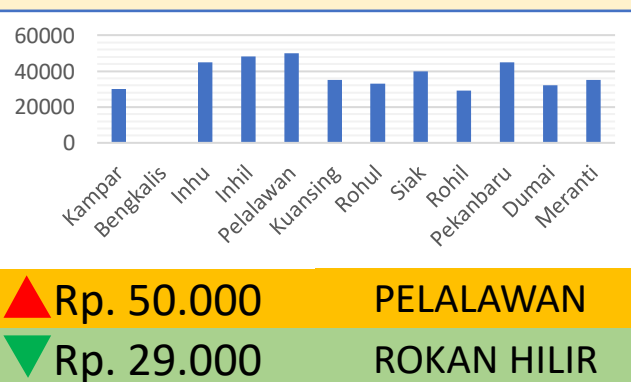 60000
40000
20000
0
Kampar
Bengkalis
Inhu
Inhil
Pelalawan
Kuansing
Rohul
Siak
Rohil
Pekanbaru
Dumai
Meranti
Rp. 50.000 PELALAWAN
Rp. 29.000 ROKAN HILIR